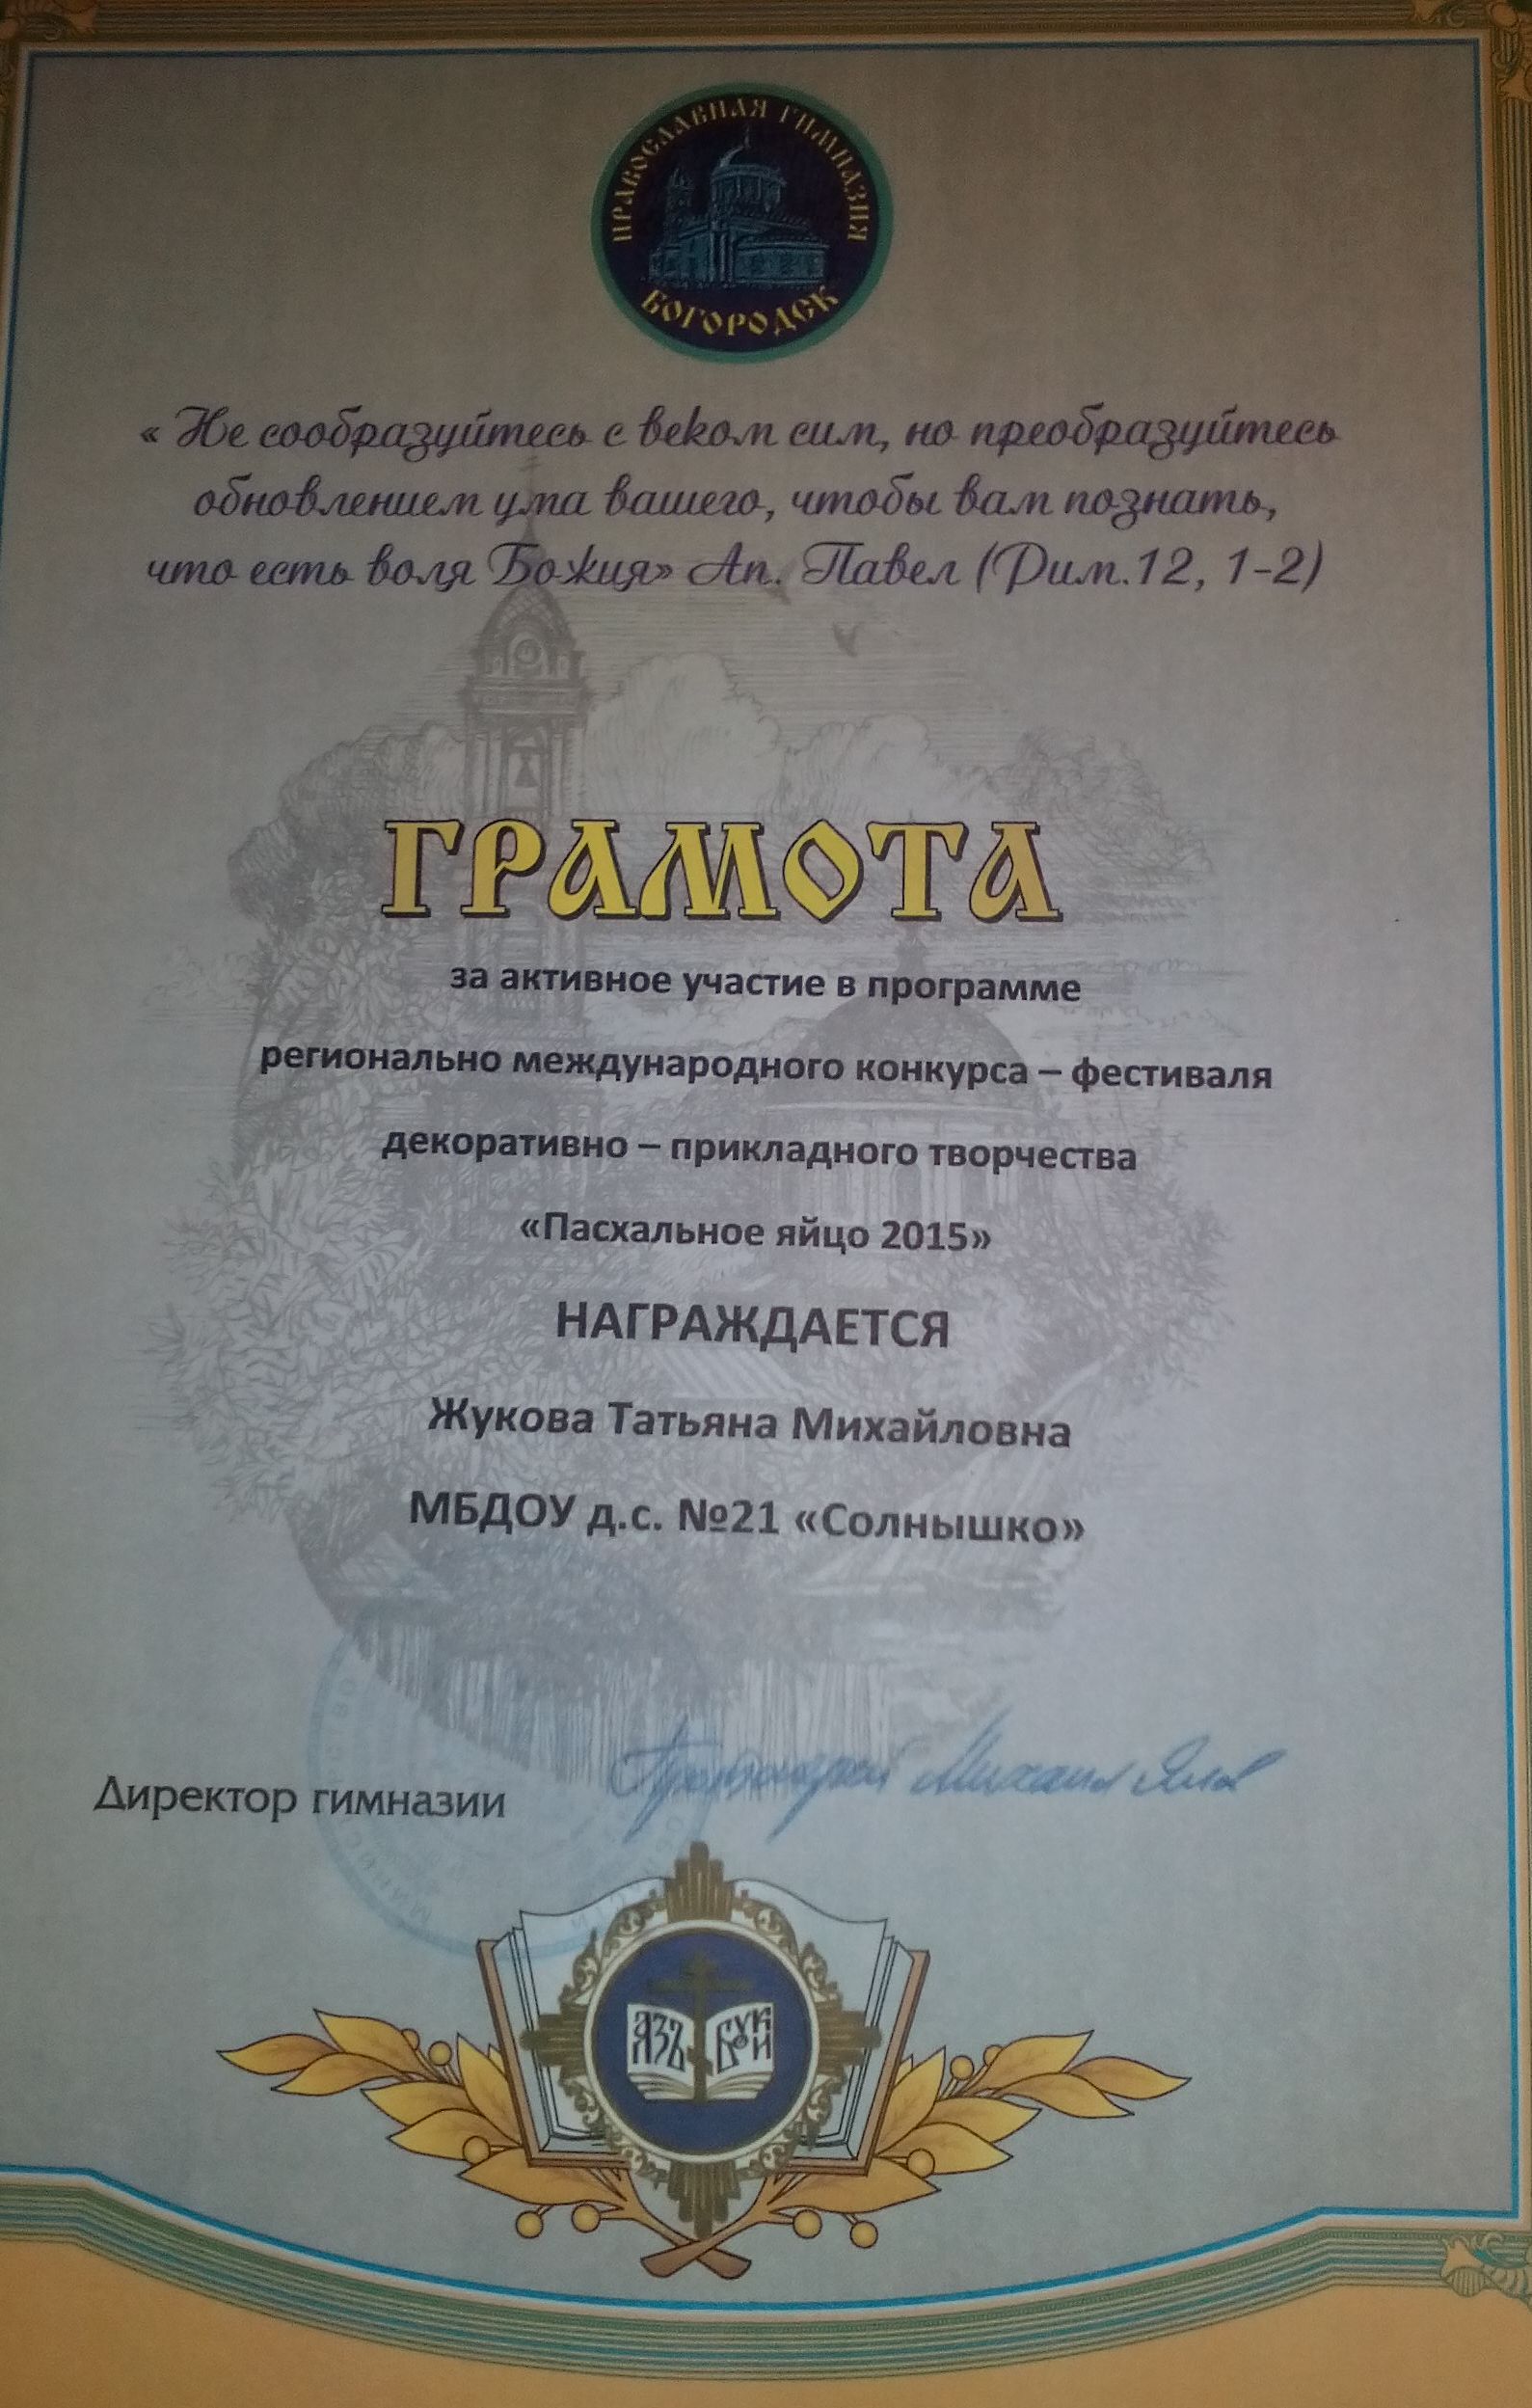 ПРАВОСЛАВНАЯ ГИМНАЗИЯ
БОГОРОДСК
« Не сообразуйтесь с веком сим, но преобразуйтесь
обновлением ума вашего, чтобы вам познать,
что есть воля Божия» Ап. Павел (Рим.12, 1-2)
ГРАМОТА
за активное участие в программе
регионально международного конкурса – фестиваля
декоративно – прикладного творчества
«Пасхальное яйцо 2015»
НАГРАЖДАЕТСЯ
Жукова Татьяна Михайловна
МБДОУ д.с. №21 «Солнышко»
Директор гимназии
Протоиерей Михаил
АЗЪ БУКИ